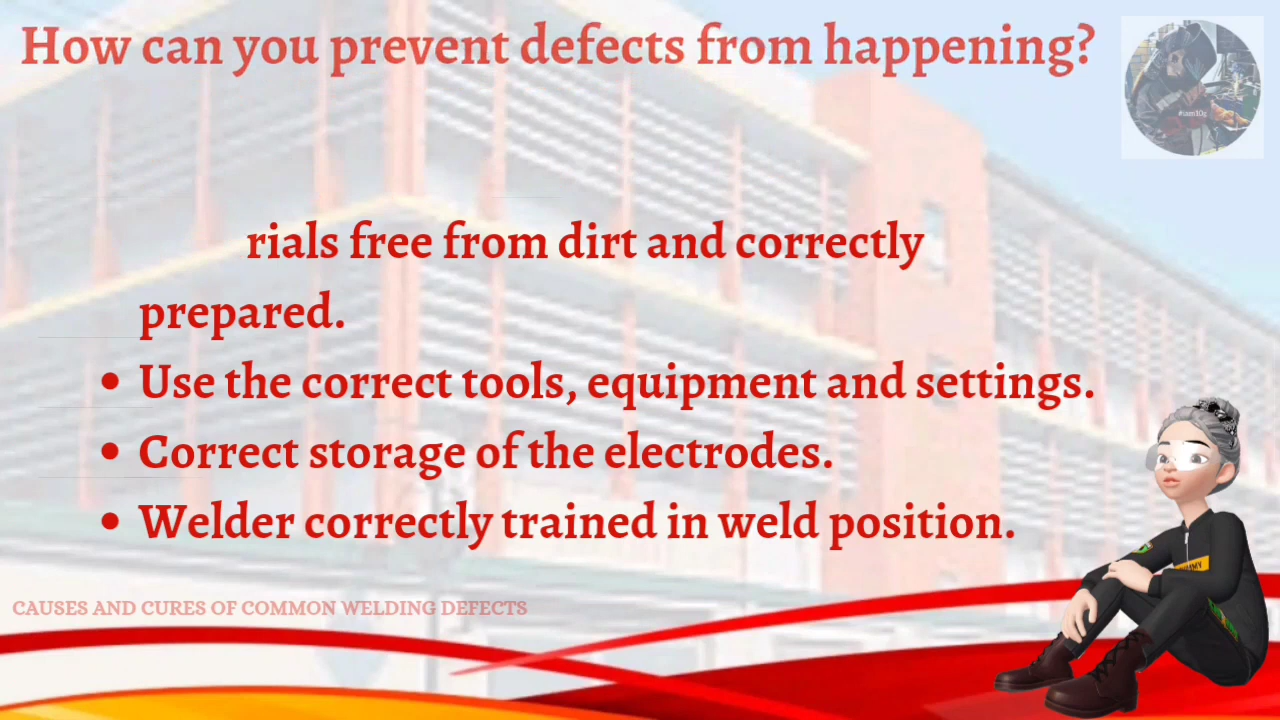 How can you prevent defects from happening?
rials free from dirt and correctly
prepared.
• Use the correct tools, equipment and settings.
• Correct storage of the electrodes.
• Welder correctly trained in weld position.
CAUSES AND CURES OF COMMON WELDING DEFECTS